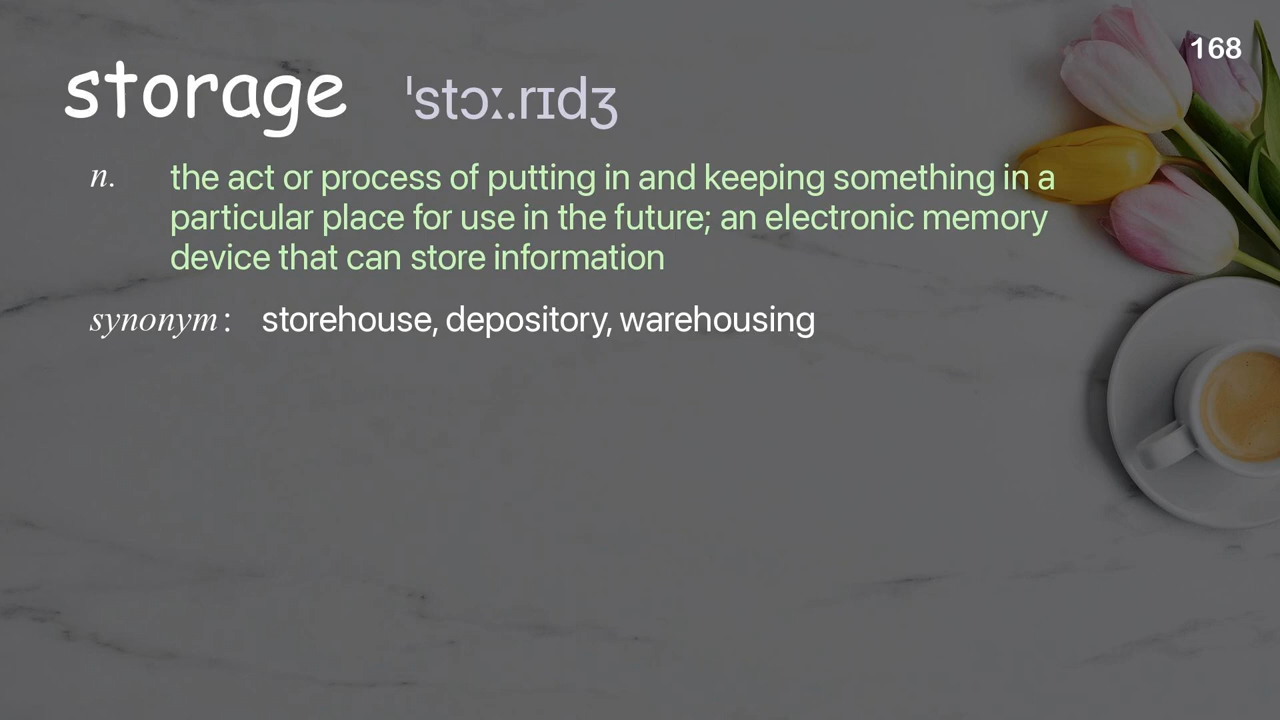 168
storage ˈstɔː.rɪdʒ
n. the act or process of putting in and keeping something in a
particular place for use in the future; an electronic memory
device that can store information
synonym: storehouse, depository, warehousing